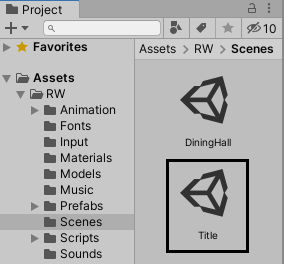 Project
10
Favorites
Assets > RW > Scenes
Assets
RW
Animation
Fonts
Input
Materials
Models
Music
Prefabs
Scenes
Scripts
Sounds
DiningHall
Title